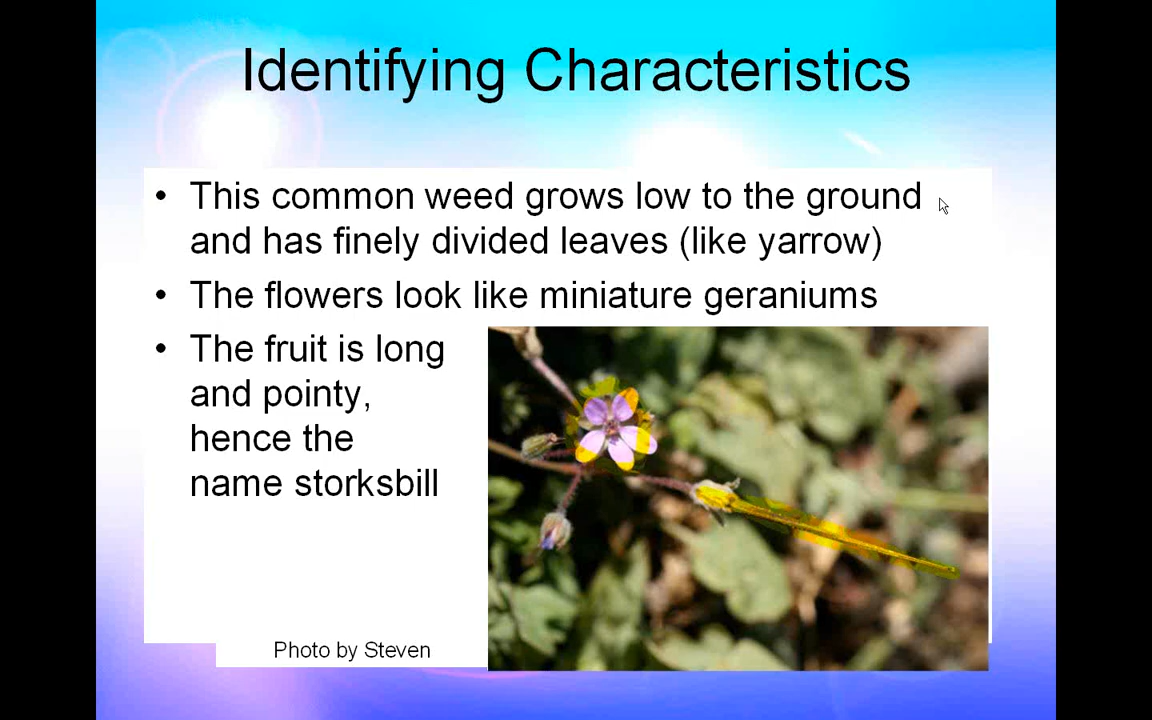 Identifying Characteristics
• This common weed grows low to the ground
and has finely divided leaves (like yarrow)
• The flowers look like miniature geraniums
• The fruit is long
and pointy,
hence the
name storksbill
Photo by Steven